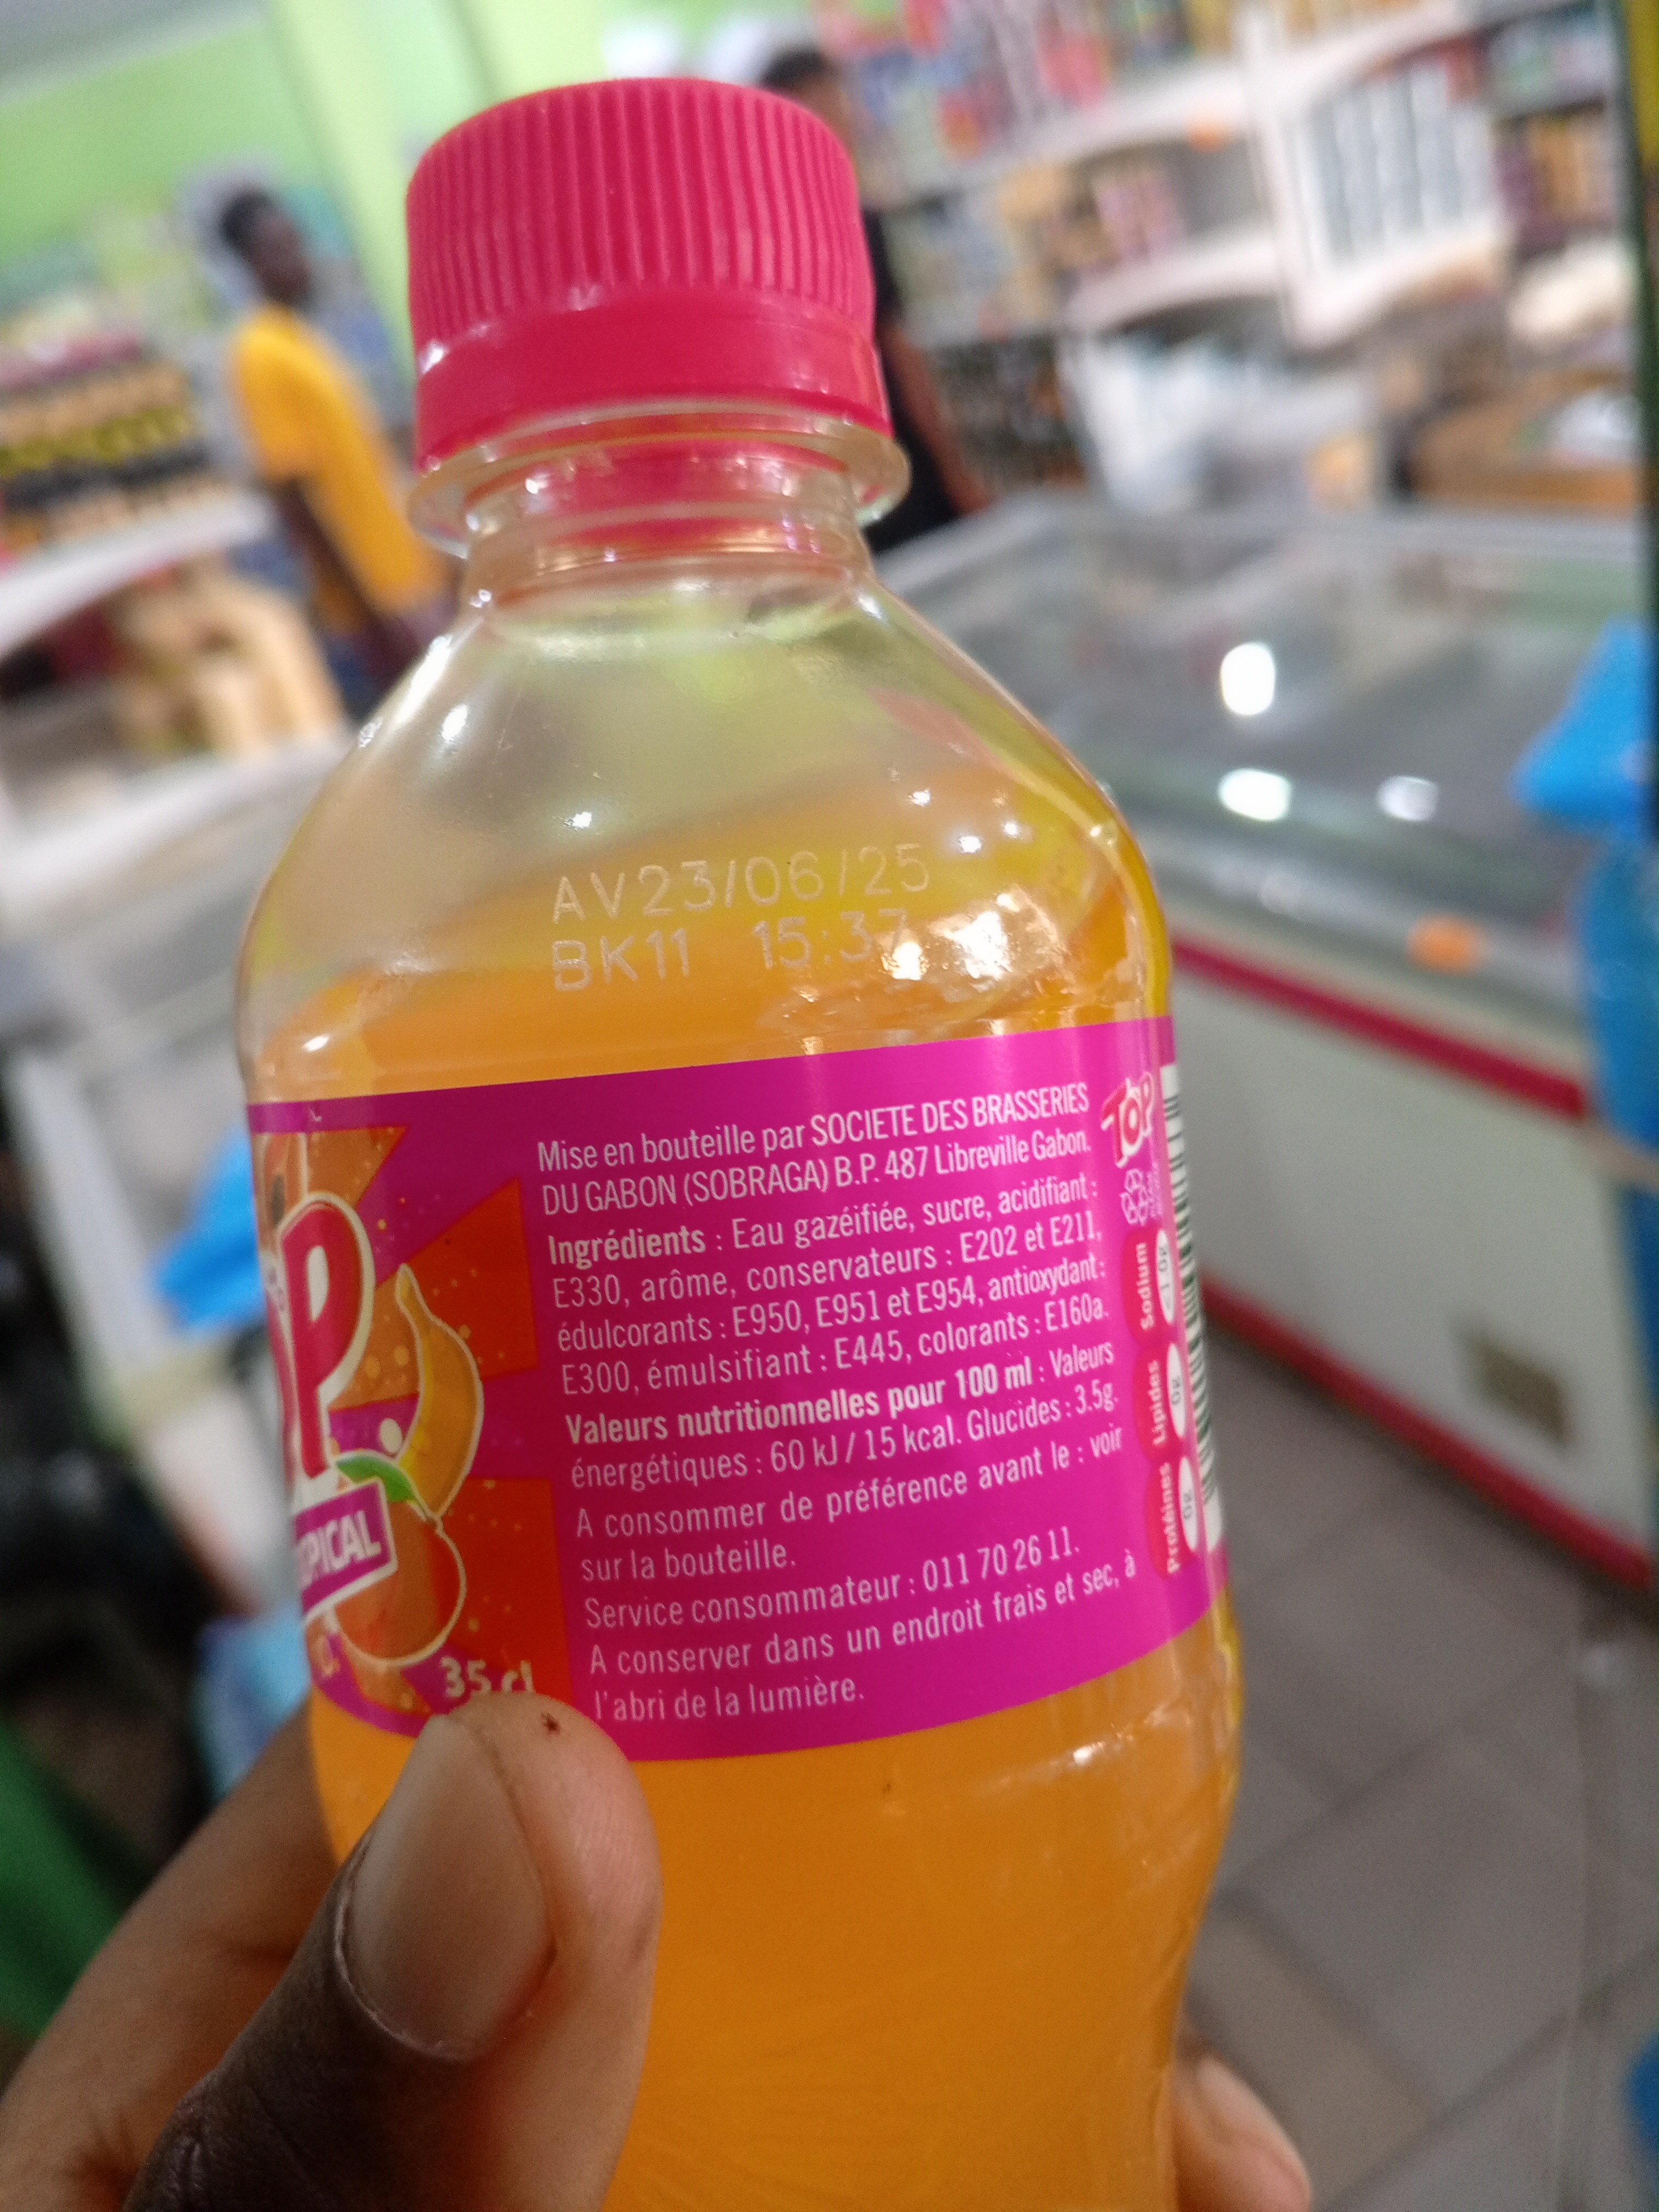 AV23/06/25
BK11 15:37
Mise en bouteille par SOCIETE DES BRASSERIES
DU GABON (SOBRAGA) B.P. 487 Libreville Gabon.
Ingrédients : Eau gazéifiée, sucre, acidifiant :
E330, arôme, conservateurs : E202 et E211,
édulcorants : E950, E951 et E954, antioxydant :
E300, émulsifiant : E445, colorants : E160a.
Valeurs nutritionnelles pour 100 ml : Valeurs
énergétiques : 60 kJ / 15 kcal. Glucides : 3.5g.
A consommer de préférence avant le : voir
sur la bouteille.
Service consommateur : 011 70 26 11.
A conserver dans un endroit frais et sec, à
l'abri de la lumière.
35 cl
TOP
Sodium
Lipides 0g
Protéines 0g